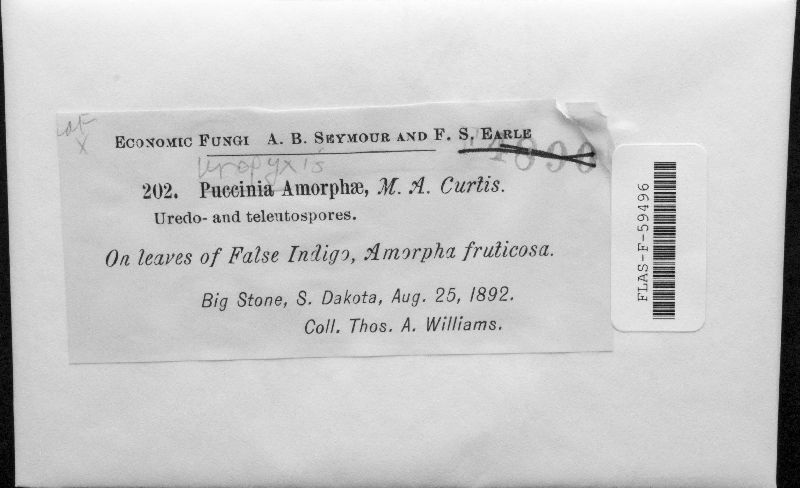 cat
X
ECONOMIC FUNGI A. B. SEYMOUR AND F. S. EARLE
Uropyxis
202. Puccinia Amorphæ, M. A. Curtis.
Uredo- and teleutospores.
On leaves of False Indigo, Amorpha fruticosa.
Big Stone, S. Dakota, Aug. 25, 1892.
Coll. Thos. A. Williams.
FLAS-F-59496